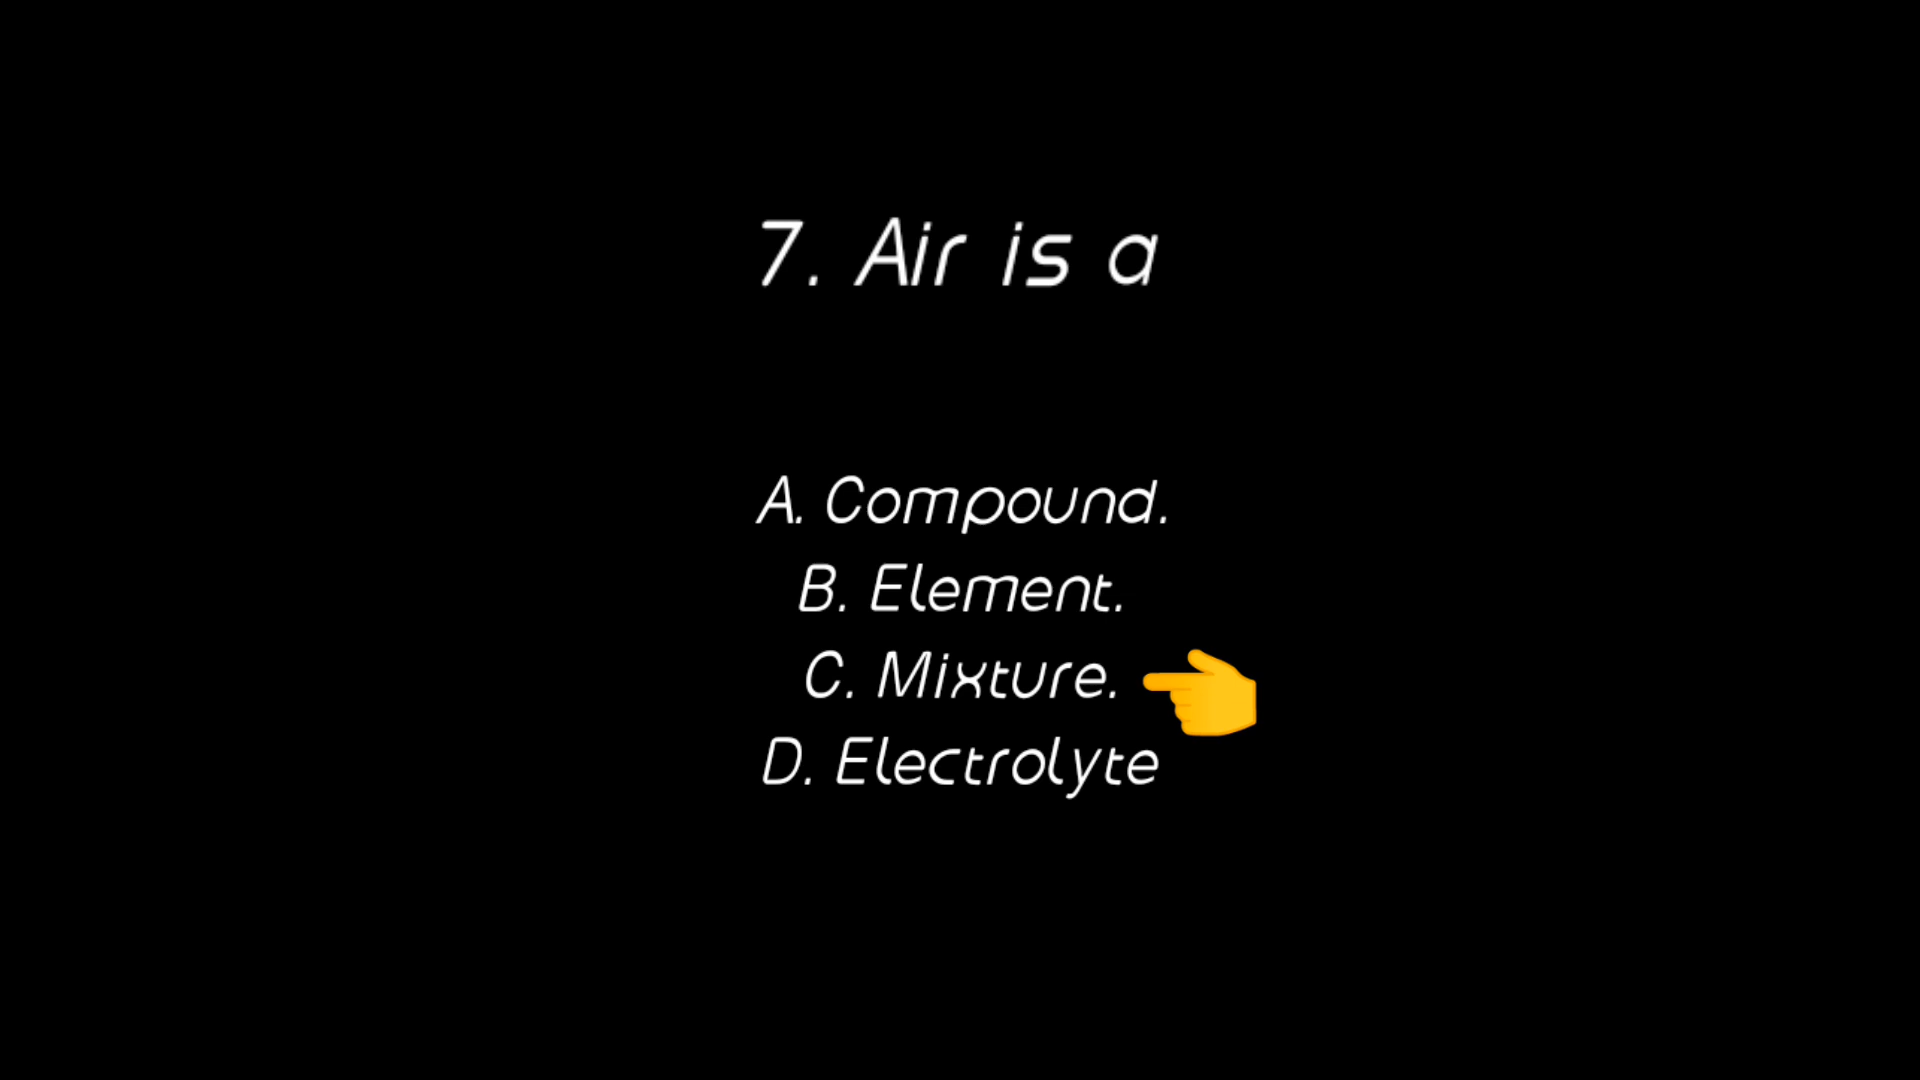 7. Air is a
A. Compound.
B. Element.
C. Mixture.
D. Electrolyte